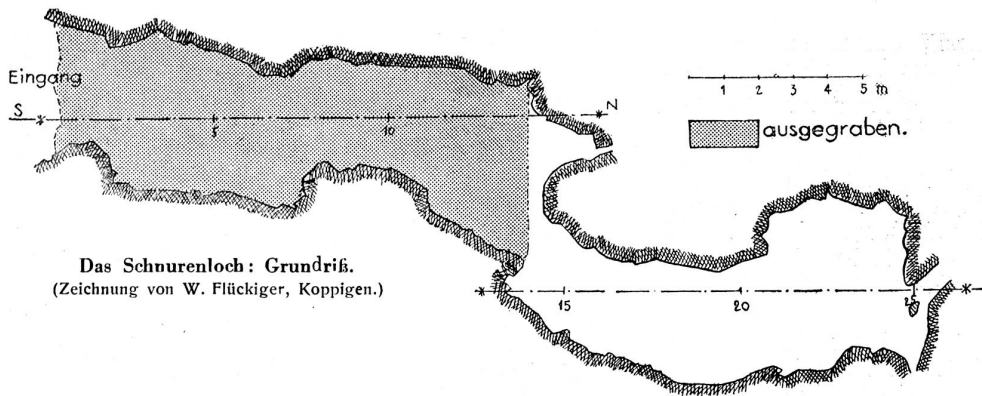 Eingang
S
N
5
10
1 2 3 4 5 m
ausgegraben.
Das Schnurenloch: Grundriß.
(Zeichnung von W. Flückiger, Koppigen.)
15
20
25